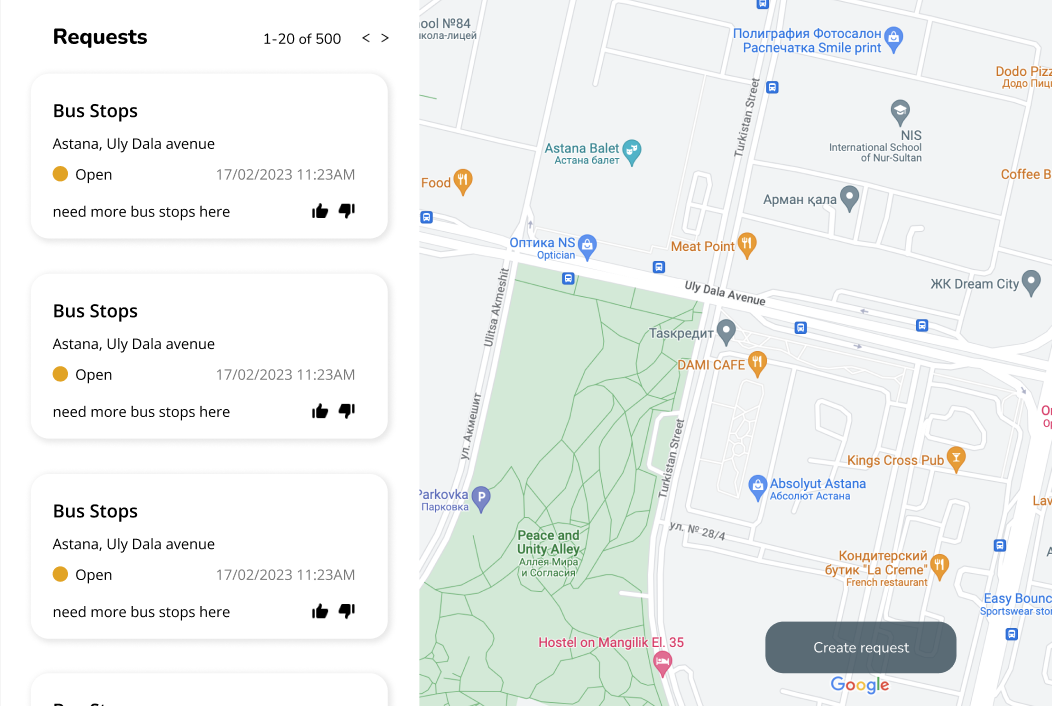 Requests
1-20 of 500
< >
Bus Stops
Astana, Uly Dala avenue
Open
17/02/2023 11:23AM
need more bus stops here
Bus Stops
Astana, Uly Dala avenue
Open
17/02/2023 11:23AM
need more bus stops here
Bus Stops
Astana, Uly Dala avenue
Open
17/02/2023 11:23AM
need more bus stops here
ool №84
кола-лицей
Полиграфия Фотосалон
Распечатка Smile print
Dodo Pizz
Додо Пиц
Turkistan Street
NIS
International School
of Nur-Sultan
Astana Balet
Астана балет
Food
Coffee B
Арман қала
Оптика NS
Optician
Meat Point
Uly Dala Avenue
ЖК Dream City
Ulitsa Akmeshit
Таскредит
DAMI CAFE
ул. Акмешит
Turkistan Street
Kings Cross Pub
Absolyut Astana
Абсолют Астана
Parkovka
Парковка
Lav
ул. № 28/4
Peace and
Unity Alley
Аллея Мира
и Согласия
Кондитерский
бутик "La Creme"
French restaurant
Easy Bounc
Sportswear stor
Hostel on Mangilik El. 35
Create request
Google